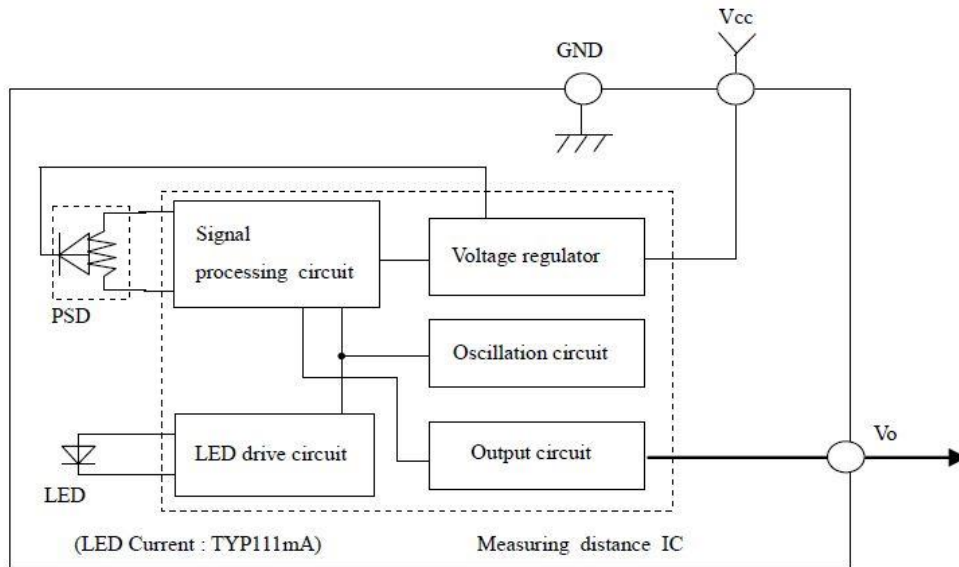 Vcc
GND
Signal
processing circuit
Voltage regulator
PSD
Oscillation circuit
LED drive circuit
Output circuit
Vo
LED
(LED Current : TYP111mA)
Measuring distance IC